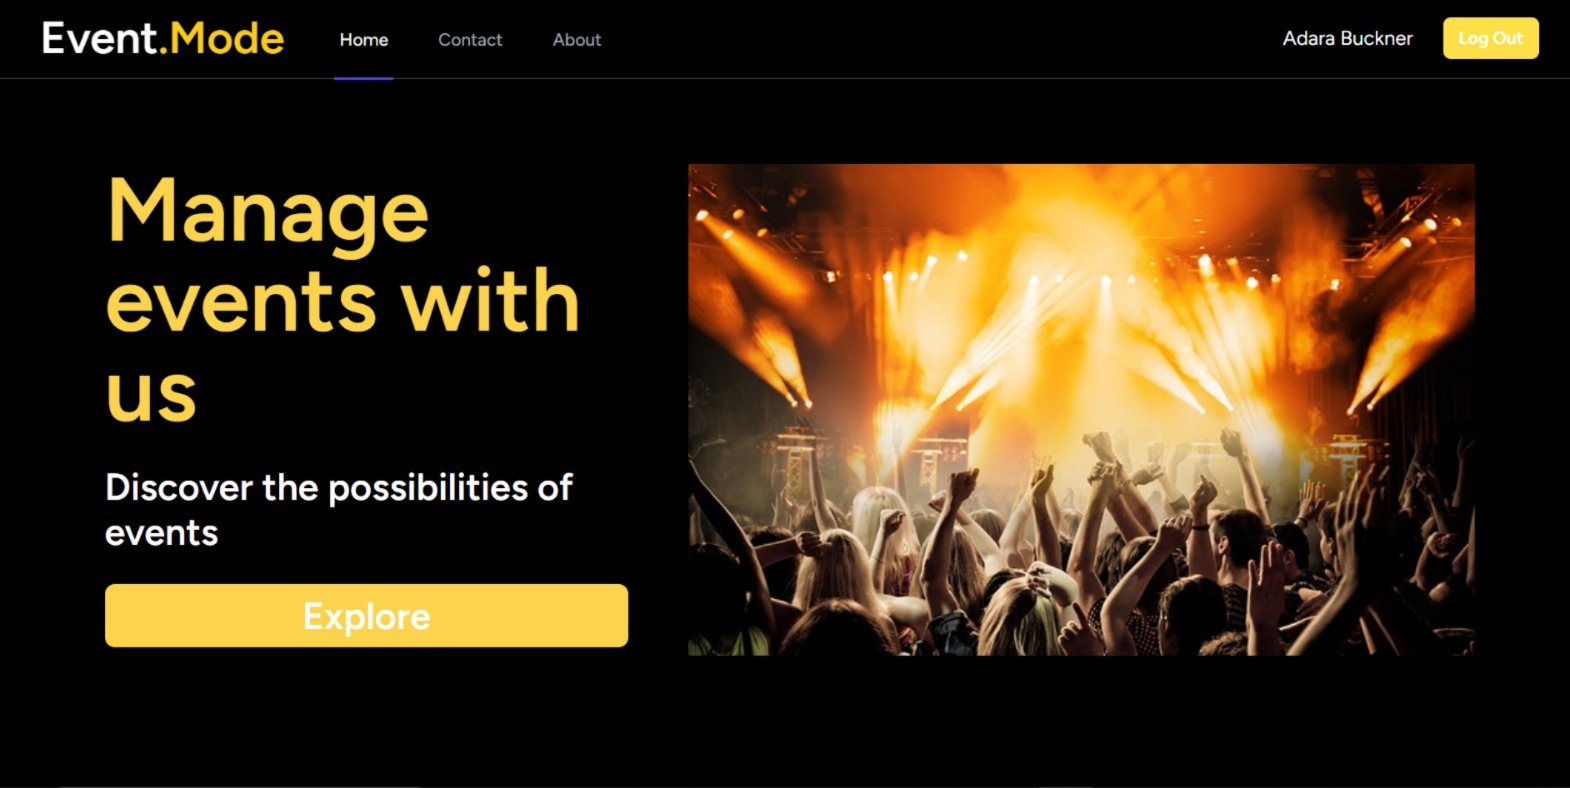 Event.Mode
Home
Contact
About
Adara Buckner
Log Out
Manage
events with
us
Discover the possibilities of
events
Explore